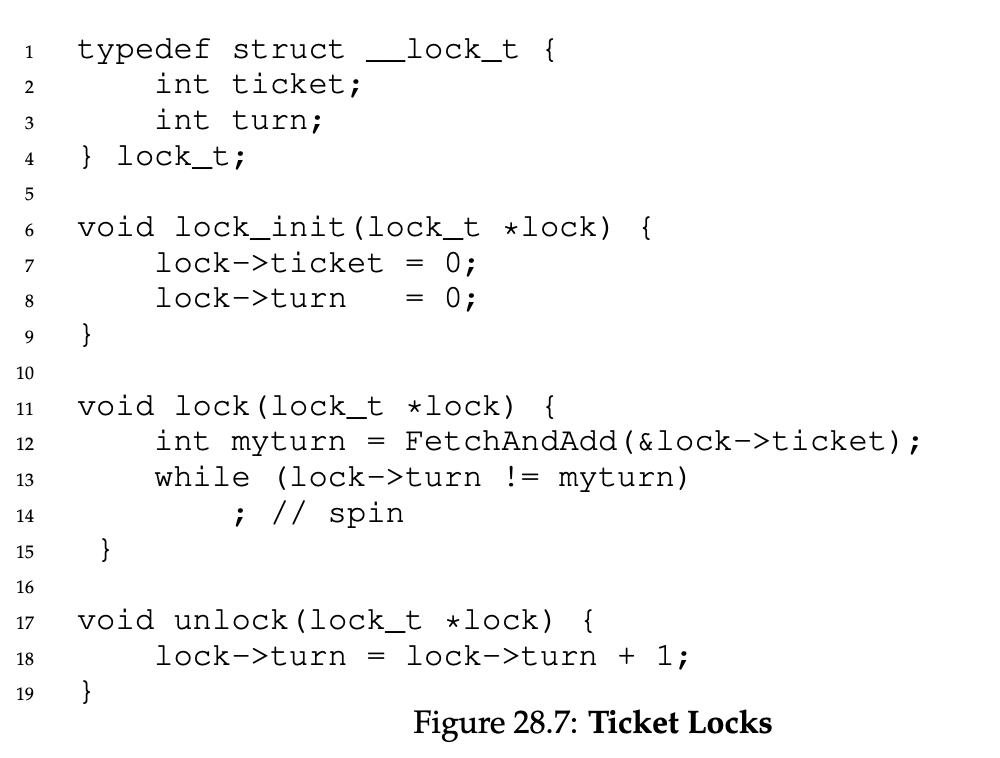 1 typedef struct __lock_t {
2     int ticket;
3     int turn;
4 } lock_t;
5
6 void lock_init(lock_t *lock) {
7     lock->ticket = 0;
8     lock->turn   = 0;
9 }
10
11 void lock(lock_t *lock) {
12     int myturn = FetchAndAdd(&lock->ticket);
13     while (lock->turn != myturn)
14         ; // spin
15  }
16
17 void unlock(lock_t *lock) {
18     lock->turn = lock->turn + 1;
19 }
Figure 28.7: Ticket Locks